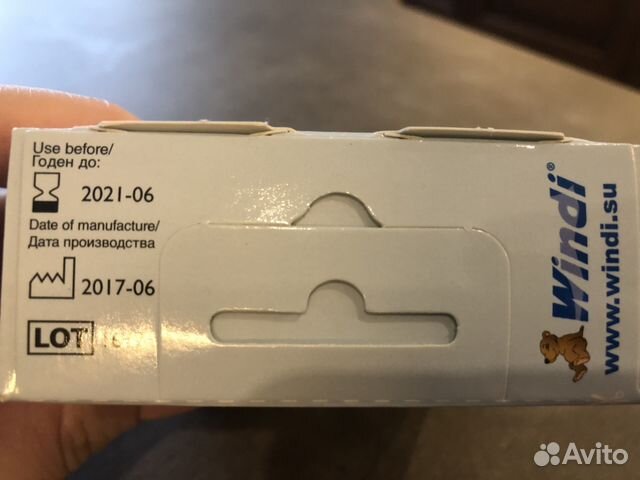 Use before/
Годен до:
2021-06
Date of manufacture/
Дата производства
2017-06
LOT
Windi®
www.windi.su
Avito